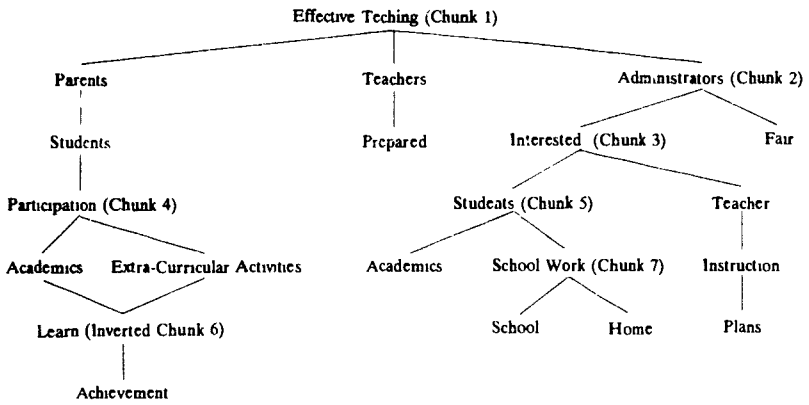 Effective Teching (Chunk 1)
Parents Teachers Administrators (Chunk 2)
Students Prepared Interested (Chunk 3) Fair
Participation (Chunk 4) Students (Chunk 5) Teacher
Academics Extra-Curricular Activities Academics School Work (Chunk 7) Instruction
Learn (Inverted Chunk 6) School Home Plans
Achievement